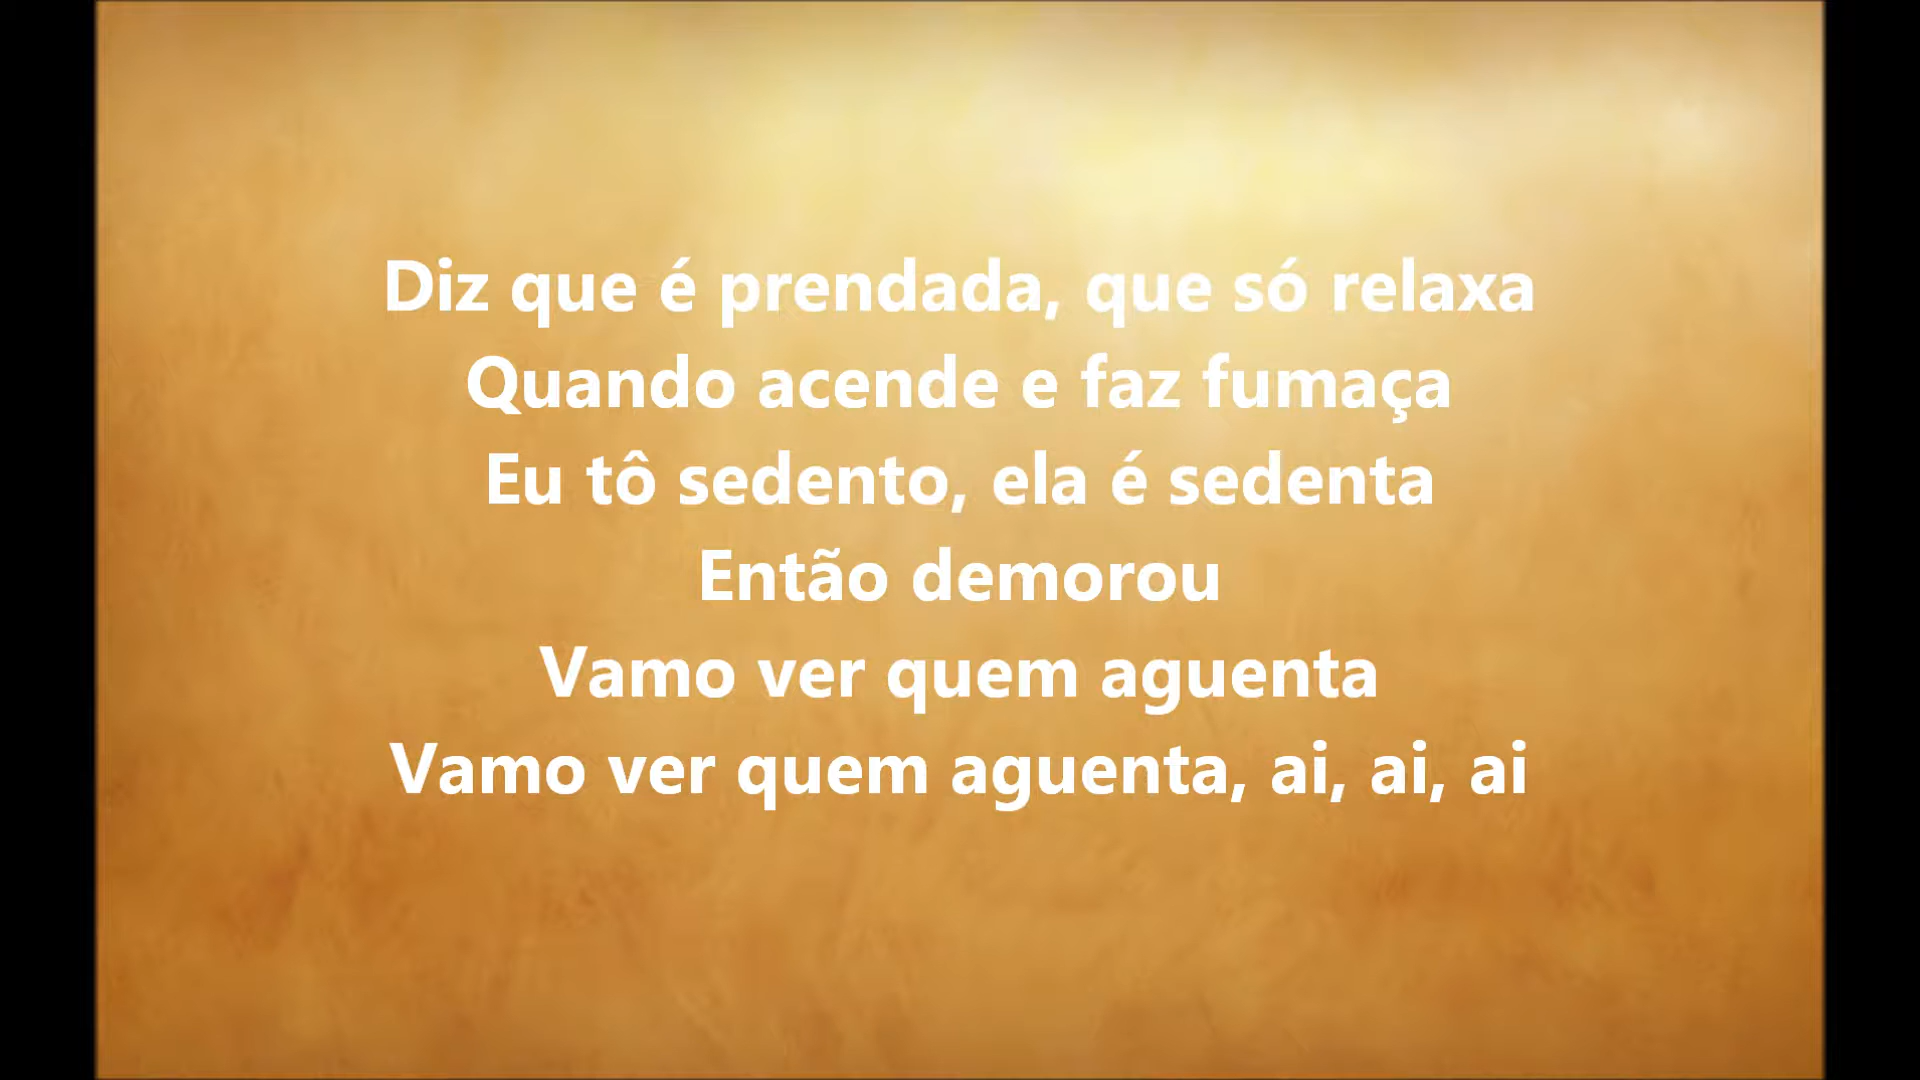 Diz que é prendada, que só relaxa
Quando acende e faz fumaça
Eu tô sedento, ela é sedenta
Então demorou
Vamo ver quem aguenta
Vamo ver quem aguenta, ai, ai, ai